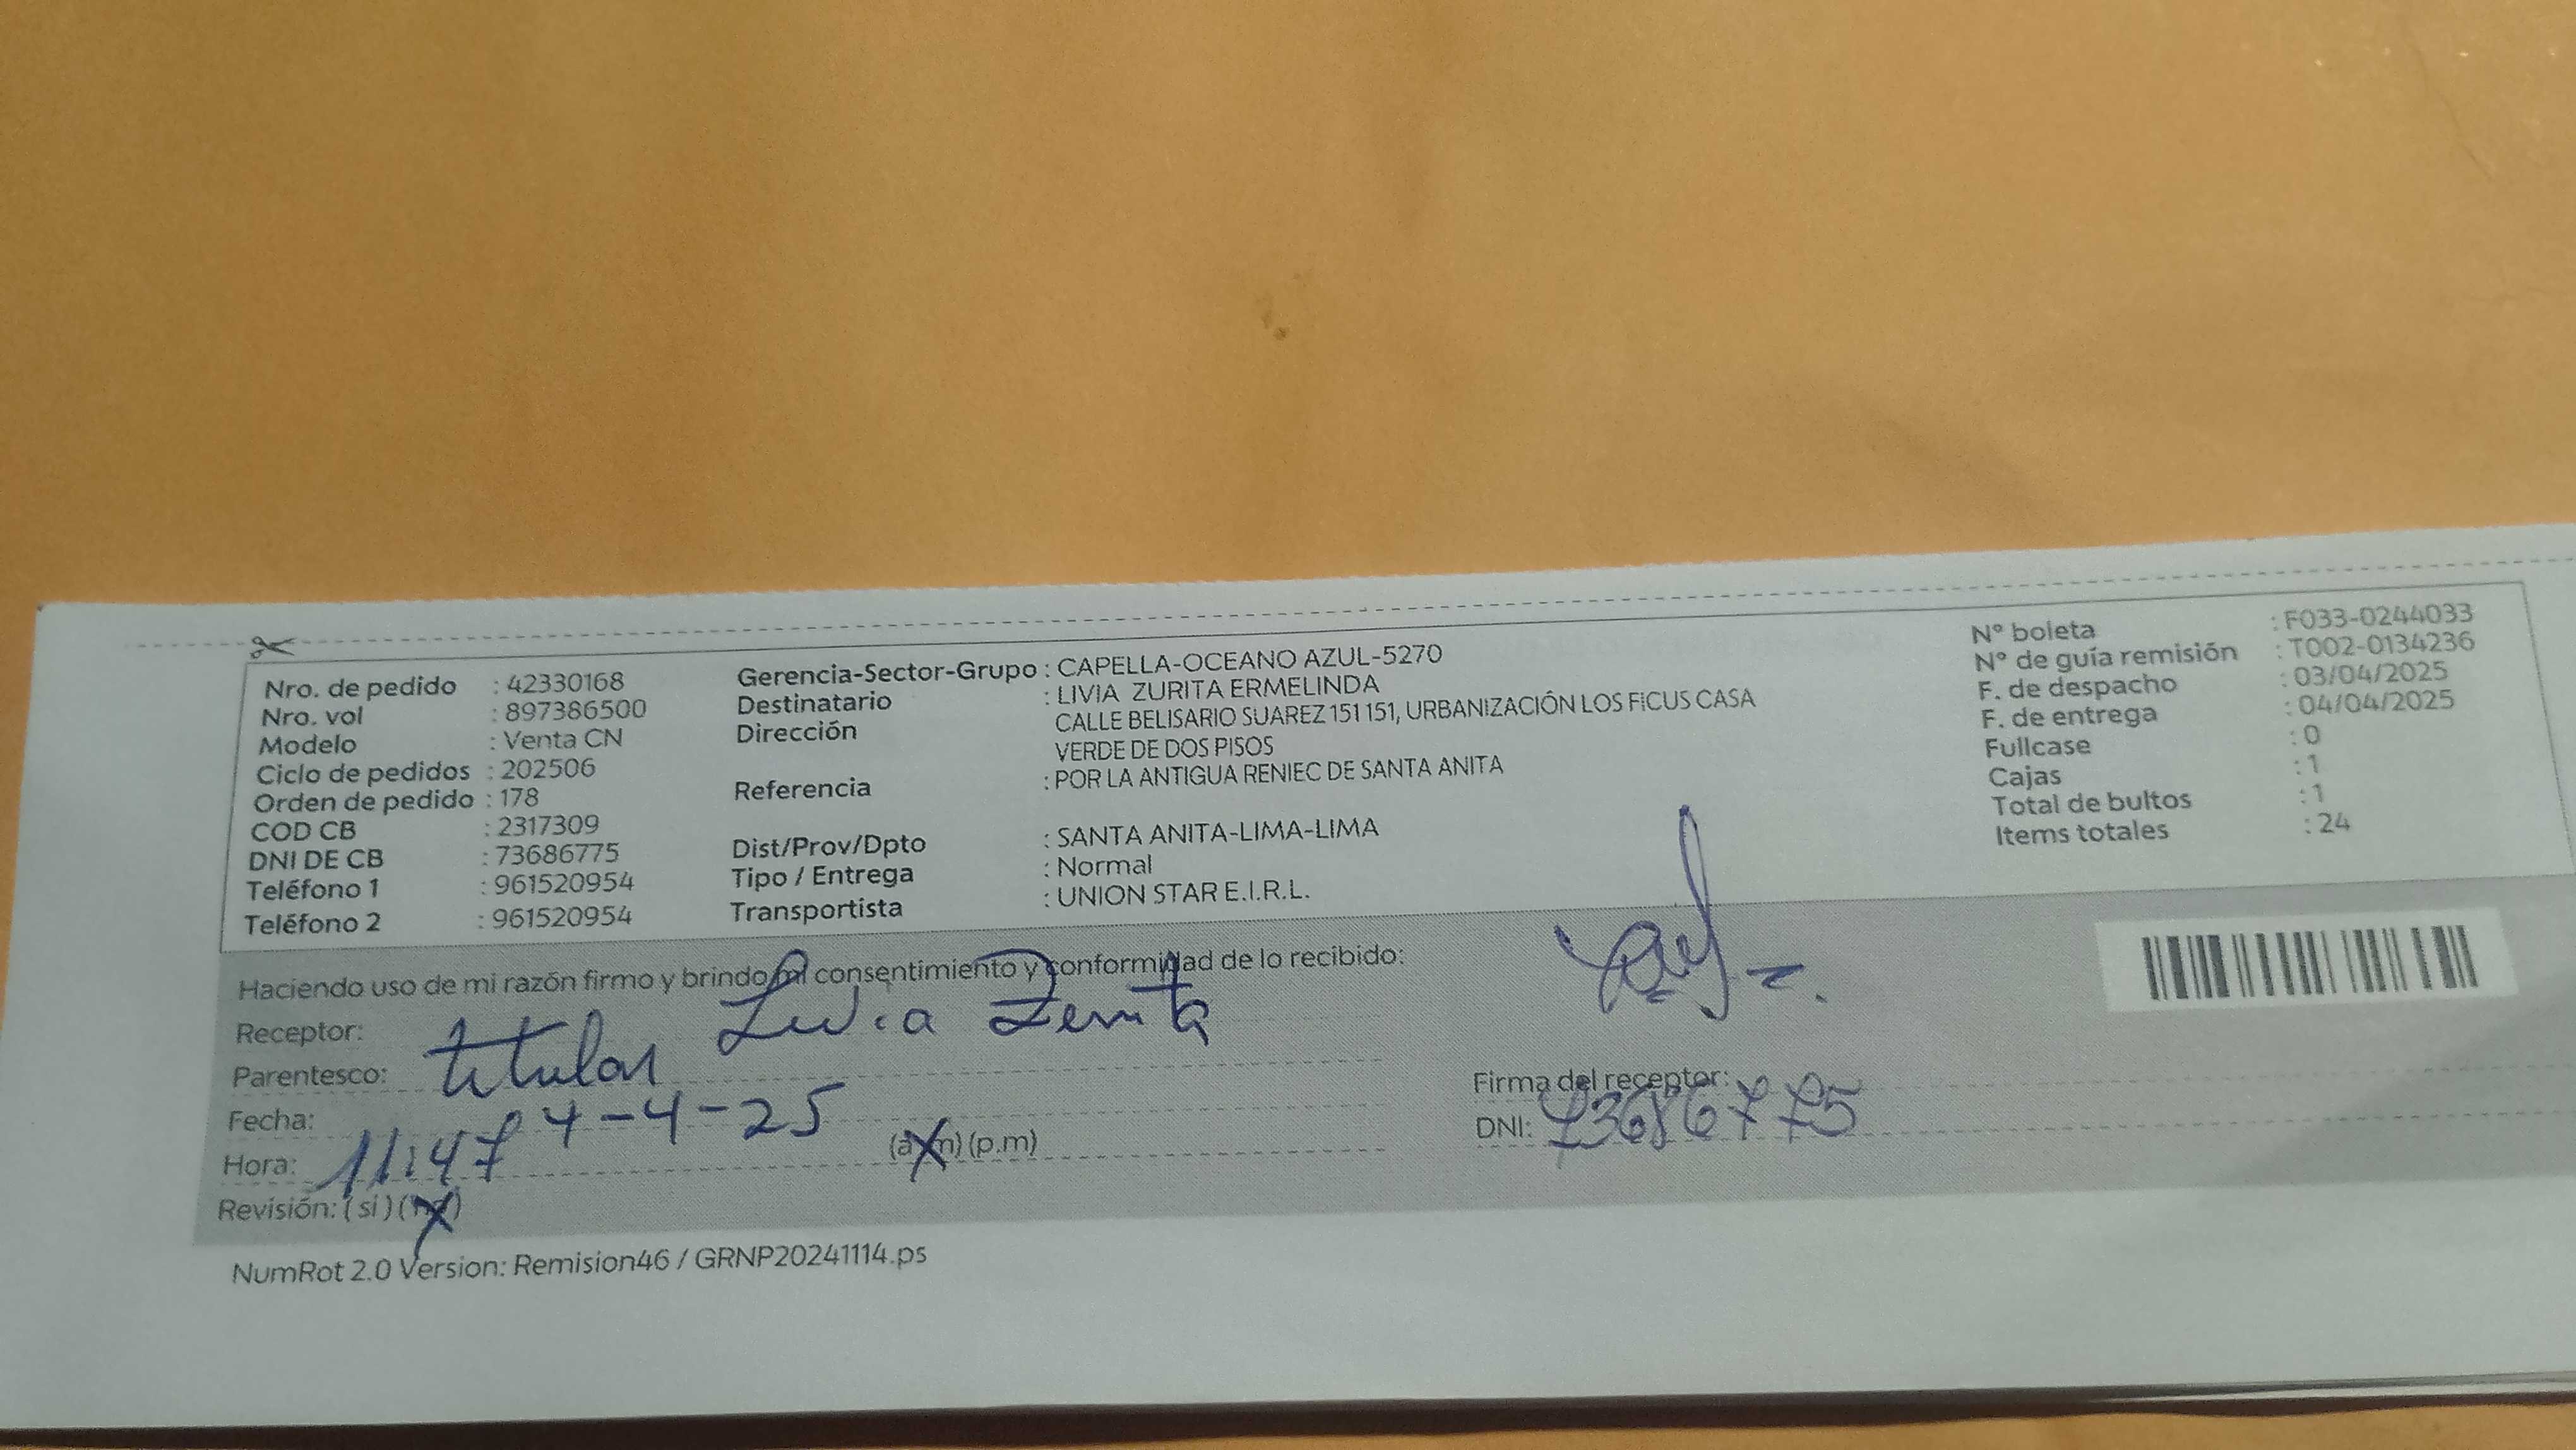 Nro. de pedido : 42330168
Nro. vol : 897386500
Modelo : Venta CN
Ciclo de pedidos : 202506
Orden de pedido : 178
COD CB : 2317309
DNI DE CB : 73686775
Teléfono 1 : 961520954
Teléfono 2 : 961520954
Gerencia-Sector-Grupo : CAPELLA-OCEANO AZUL-5270
Destinatario : LIVIA ZURITA ERMELINDA
Dirección CALLE BELISARIO SUAREZ 151 151, URBANIZACIÓN LOS FICUS CASA
VERDE DE DOS PISOS
Referencia : POR LA ANTIGUA RENIEC DE SANTA ANITA
Dist/Prov/Dpto : SANTA ANITA-LIMA-LIMA
Tipo / Entrega : Normal
Transportista : UNION STAR E.I.R.L.
N° boleta : F033-0244033
N° de guía remisión : T002-0134236
F. de despacho : 03/04/2025
F. de entrega : 04/04/2025
Fullcase : 0
Cajas : 1
Total de bultos : 1
Items totales : 24
Haciendo uso de mi razón firmo y brindo mi consentimiento y conformidad de lo recibido:
Receptor: Livia Zurita
Parentesco: titular
Fecha: 4-4-25
Hora: 11:47 (a.m) (p.m)
Revisión: (si) (no)
Firma del receptor:
DNI: 73686775
NumRot 2.0 Version: Remision46 / GRNP20241114.ps